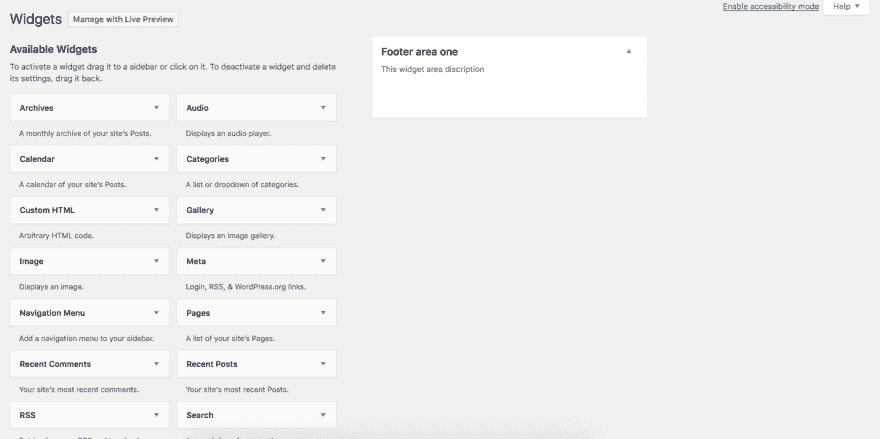 Widgets
Manage with Live Preview
Enable accessibility mode
Help
Available Widgets
To activate a widget drag it to a sidebar or click on it. To deactivate a widget and delete
its settings, drag it back.
Archives
Audio
A monthly archive of your site's Posts.
Displays an audio player.
Calendar
Categories
A calendar of your site's Posts.
A list or dropdown of categories.
Custom HTML
Gallery
Arbitrary HTML code.
Displays an image gallery.
Image
Meta
Displays an image.
Login, RSS, & WordPress.org links.
Navigation Menu
Pages
Add a navigation menu to your sidebar.
A list of your site's Pages.
Recent Comments
Recent Posts
Your site's most recent comments.
Your site's most recent Posts.
RSS
Search
Footer area one
This widget area discription